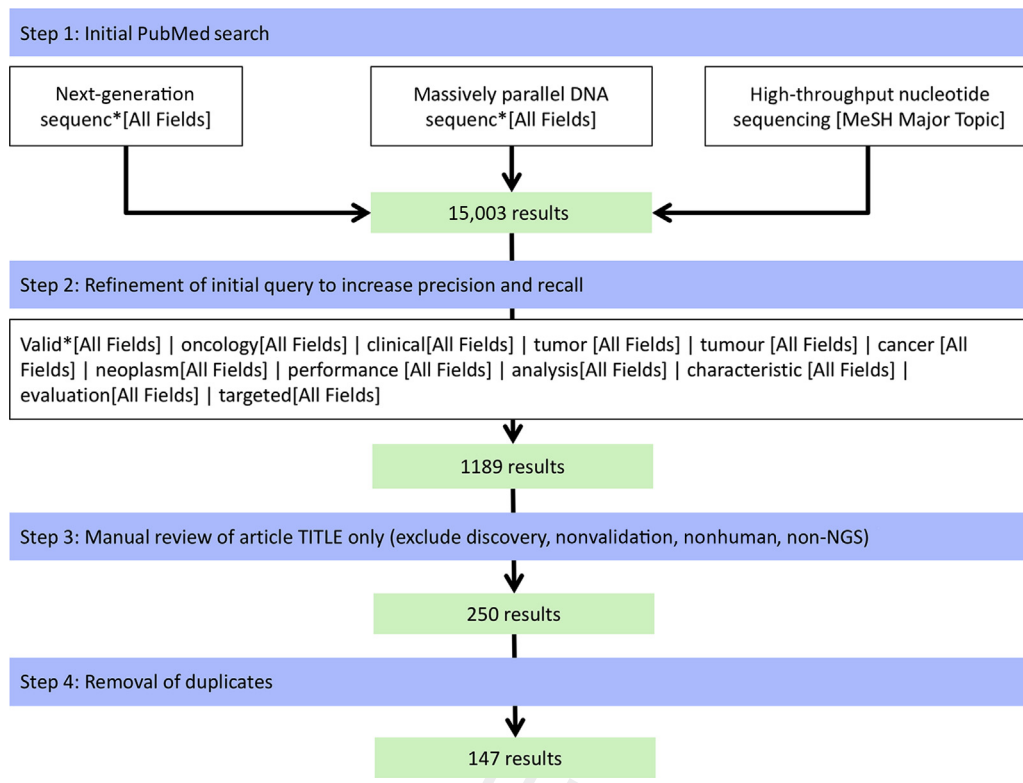 Step 1: Initial PubMed search
Next-generation
sequenc*[All Fields]
Massively parallel DNA
sequenc*[All Fields]
High-throughput nucleotide
sequencing [MeSH Major Topic]
15,003 results
Step 2: Refinement of initial query to increase precision and recall
Valid*[All Fields] | oncology[All Fields] | clinical[All Fields] | tumor [All Fields] | tumour [All Fields] | cancer [All
Fields] | neoplasm[All Fields] | performance [All Fields] | analysis[All Fields] | characteristic [All Fields] |
evaluation[All Fields] | targeted[All Fields]
1189 results
Step 3: Manual review of article TITLE only (exclude discovery, nonvalidation, nonhuman, non-NGS)
250 results
Step 4: Removal of duplicates
147 results